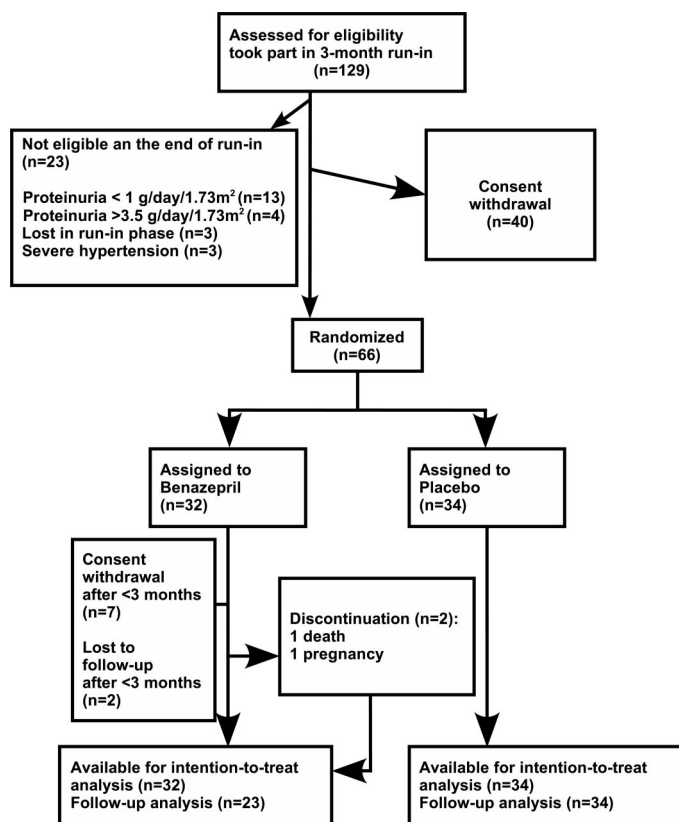 Assessed for eligibility
took part in 3-month run-in
(n=129)
Not eligible an the end of run-in
(n=23)
Proteinuria < 1 g/day/1.73m² (n=13)
Proteinuria >3.5 g/day/1.73m² (n=4)
Lost in run-in phase (n=3)
Severe hypertension (n=3)
Consent
withdrawal
(n=40)
Randomized
(n=66)
Assigned to
Benazepril
(n=32)
Assigned to
Placebo
(n=34)
Consent
withdrawal
after <3 months
(n=7)
Lost to
follow-up
after <3 months
(n=2)
Discontinuation (n=2):
1 death
1 pregnancy
Available for intention-to-treat
analysis (n=32)
Follow-up analysis (n=23)
Available for intention-to-treat
analysis (n=34)
Follow-up analysis (n=34)